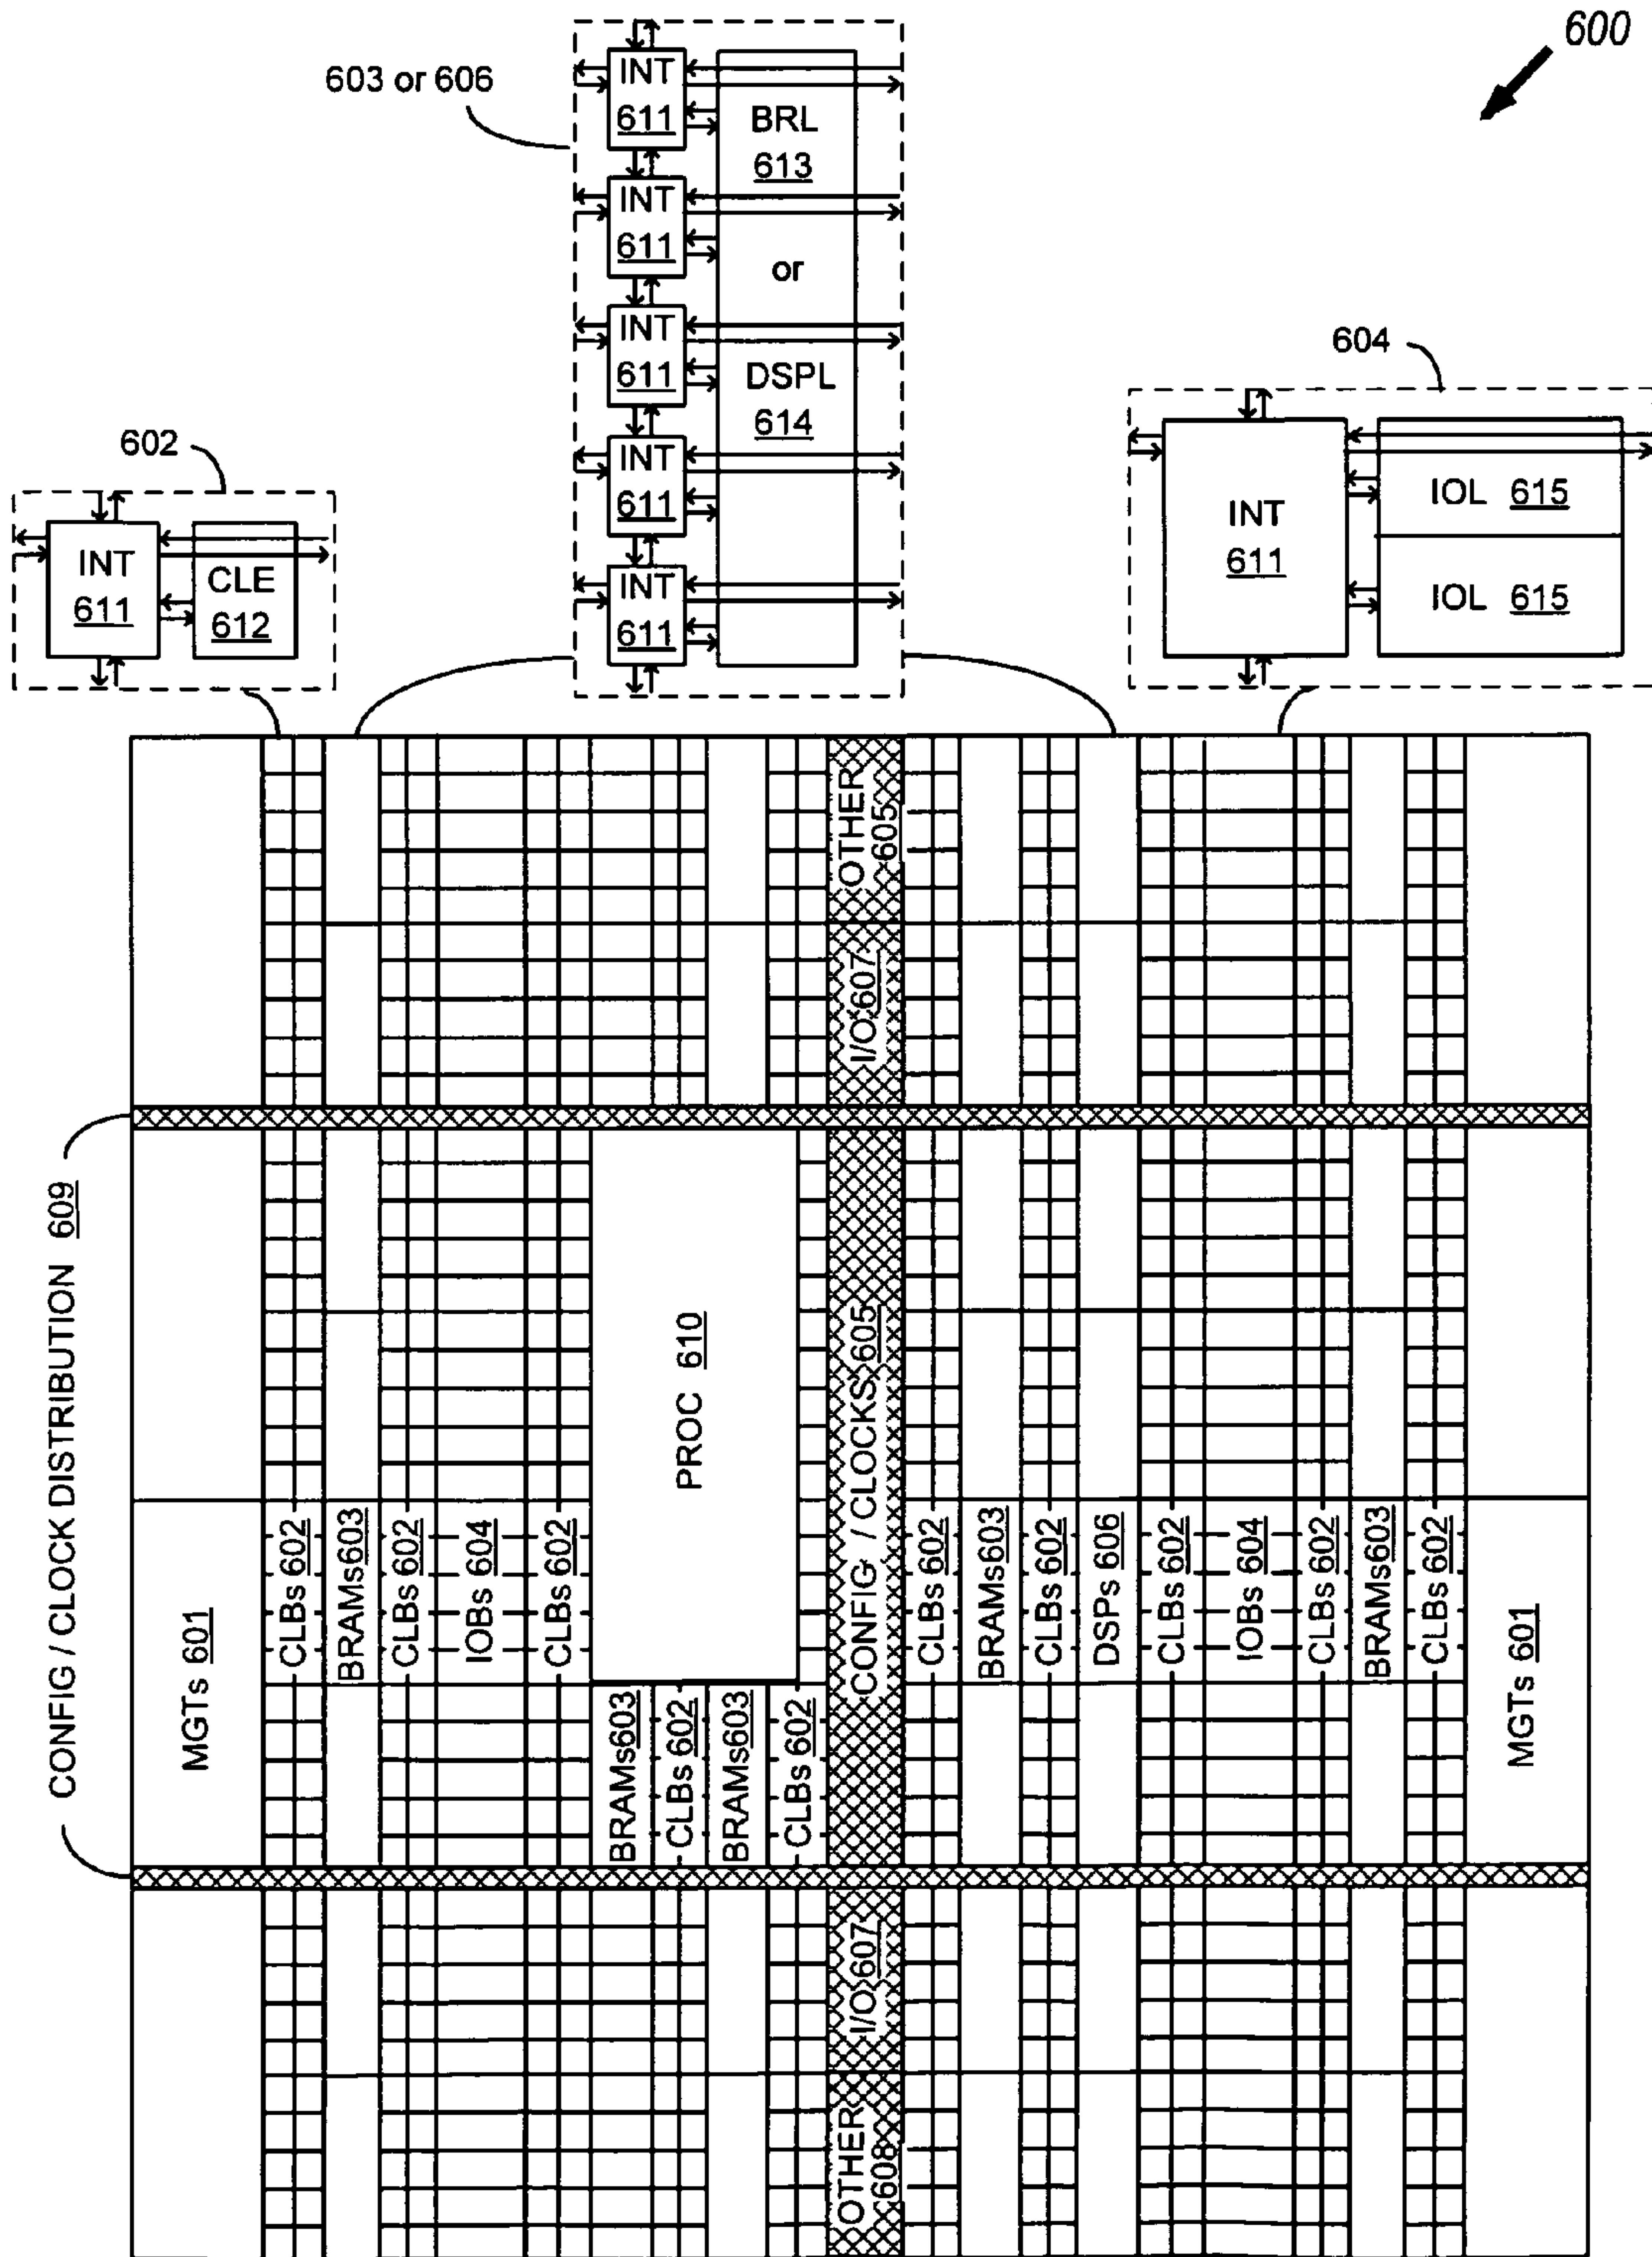 600
603 or 606
INT
611
BRL
613
INT
611
or
INT
611
DSPL
614
INT
611
INT
611
602
INT
611
CLE
612
604
INT
611
IOL 615
IOL 615
OTHER
605
I/O 607
CONFIG / CLOCK DISTRIBUTION 609
PROC 610
CONFIG / CLOCKS 605
MGTs 601
CLBs 602
BRAMs 603
CLBs 602
IOBs 604
CLBs 602
BRAMs 603
CLBs 602
BRAMs 603
CLBs 602
CLBs 602
BRAMs 603
CLBs 602
DSPs 606
CLBs 602
IOBs 604
CLBs 602
BRAMs 603
CLBs 602
MGTs 601
I/O 607
OTHER
608